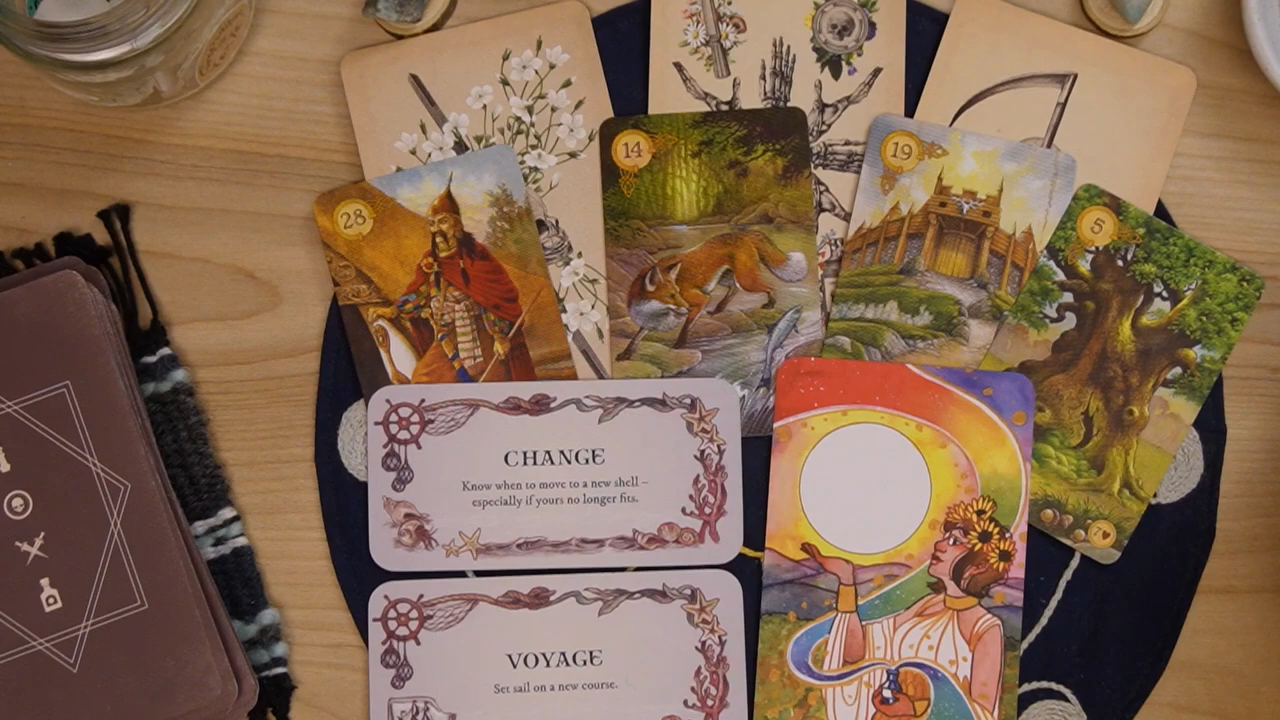 28
14
19
5
CHANGE
Know when to move to a new shell –
especially if yours no longer fits.
VOYAGE
Set sail on a new course.